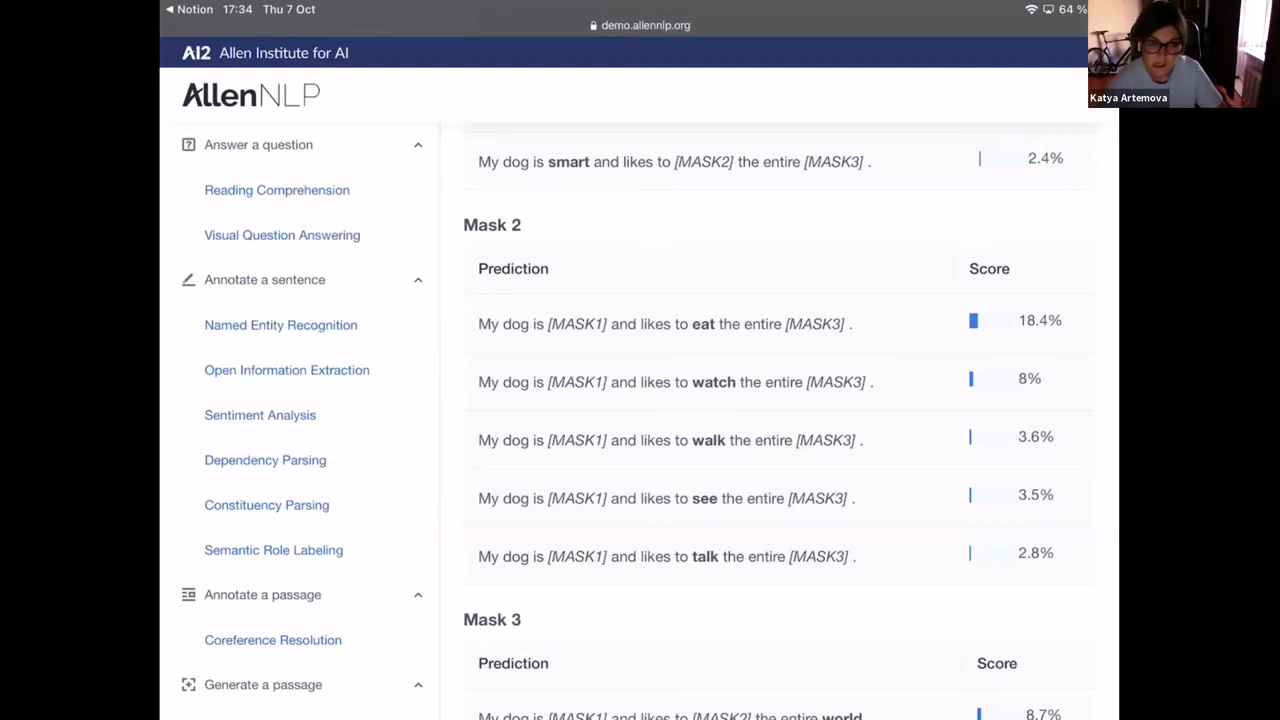 Notion 17:34 Thu 7 Oct
64 %
demo.allennlp.org
AI2 Allen Institute for AI
AllenNLP
Katya Artemova
Answer a question
Reading Comprehension
Visual Question Answering
Annotate a sentence
Named Entity Recognition
Open Information Extraction
Sentiment Analysis
Dependency Parsing
Constituency Parsing
Semantic Role Labeling
Annotate a passage
Coreference Resolution
Generate a passage
My dog is smart and likes to [MASK2] the entire [MASK3] . 2.4%
Mask 2
Prediction Score
My dog is [MASK1] and likes to eat the entire [MASK3] . 18.4%
My dog is [MASK1] and likes to watch the entire [MASK3] . 8%
My dog is [MASK1] and likes to walk the entire [MASK3] . 3.6%
My dog is [MASK1] and likes to see the entire [MASK3] . 3.5%
My dog is [MASK1] and likes to talk the entire [MASK3] . 2.8%
Mask 3
Prediction Score
My dog is [MASK1] and likes to [MASK2] the entire world 8.7%